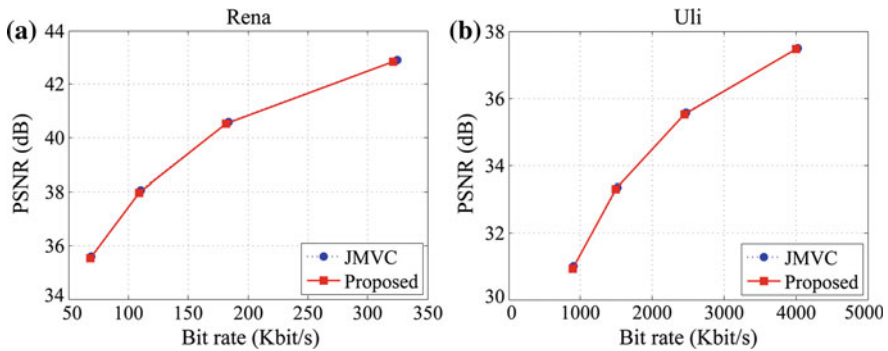 (a)
Rena
PSNR (dB)
44
42
40
38
36
34
50 100 150 200 250 300 350
Bit rate (Kbit/s)
JMVC
Proposed
(b)
Uli
PSNR (dB)
38
36
34
32
31
30
0 1000 2000 3000 4000 5000
Bit rate (Kbit/s)
JMVC
Proposed